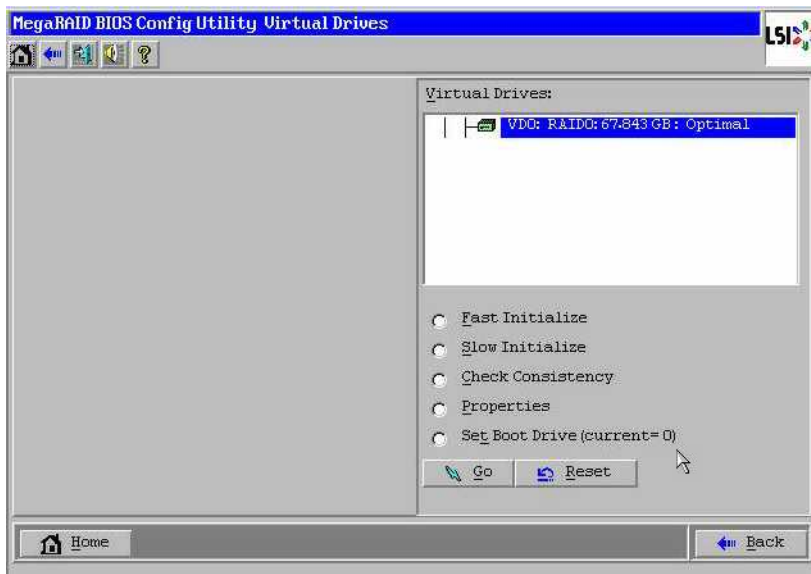 MegaRAID BIOS Config Utility Virtual Drives
LSI
Virtual Drives:
VD0: RAID0: 67.843 GB: Optimal
Fast Initialize
Slow Initialize
Check Consistency
Properties
Set Boot Drive (current= 0)
Go
Reset
Home
Back